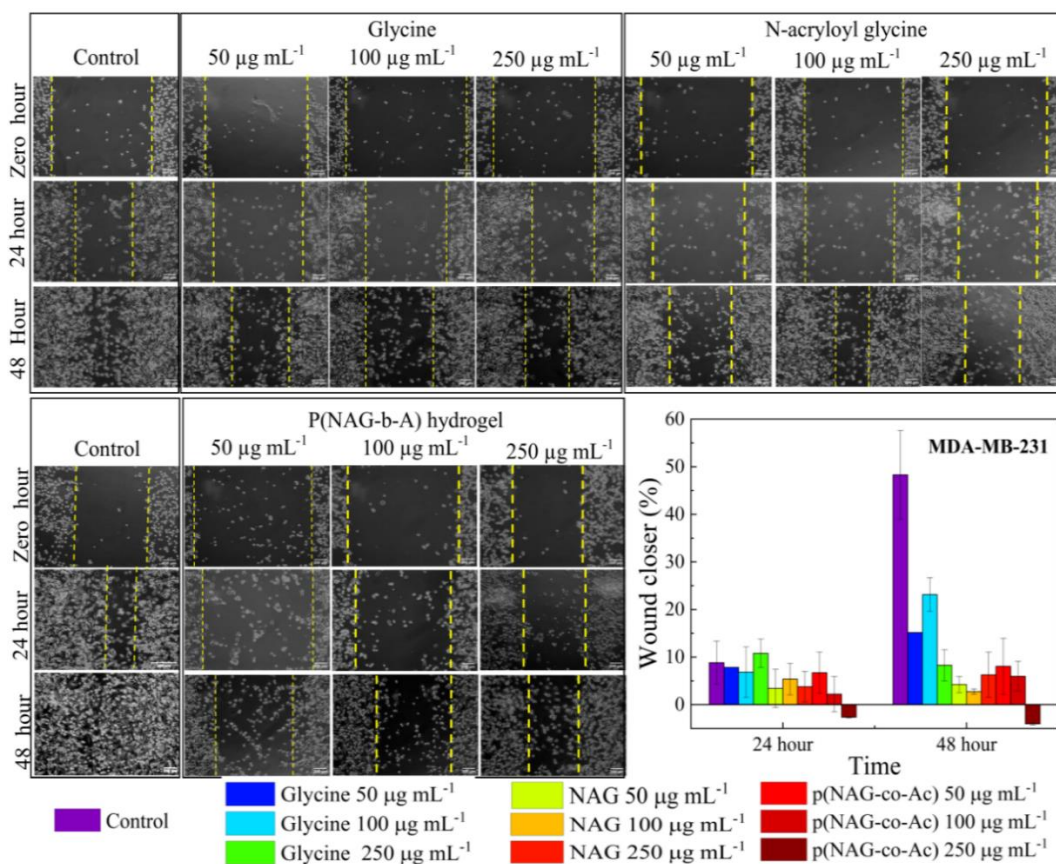 Glycine
N-acryloyl glycine
Control
50 µg mL⁻¹
100 µg mL⁻¹
250 µg mL⁻¹
50 µg mL⁻¹
100 µg mL⁻¹
250 µg mL⁻¹
Zero hour
24 hour
48 Hour
P(NAG-b-A) hydrogel
Control
50 µg mL⁻¹
100 µg mL⁻¹
250 µg mL⁻¹
Zero hour
24 hour
48 hour
MDA-MB-231
Wound closer (%)
60
50
40
30
20
10
0
24 hour
48 hour
Time
Control
Glycine 50 µg mL⁻¹
Glycine 100 µg mL⁻¹
Glycine 250 µg mL⁻¹
NAG 50 µg mL⁻¹
NAG 100 µg mL⁻¹
NAG 250 µg mL⁻¹
p(NAG-co-Ac) 50 µg mL⁻¹
p(NAG-co-Ac) 100 µg mL⁻¹
p(NAG-co-Ac) 250 µg mL⁻¹